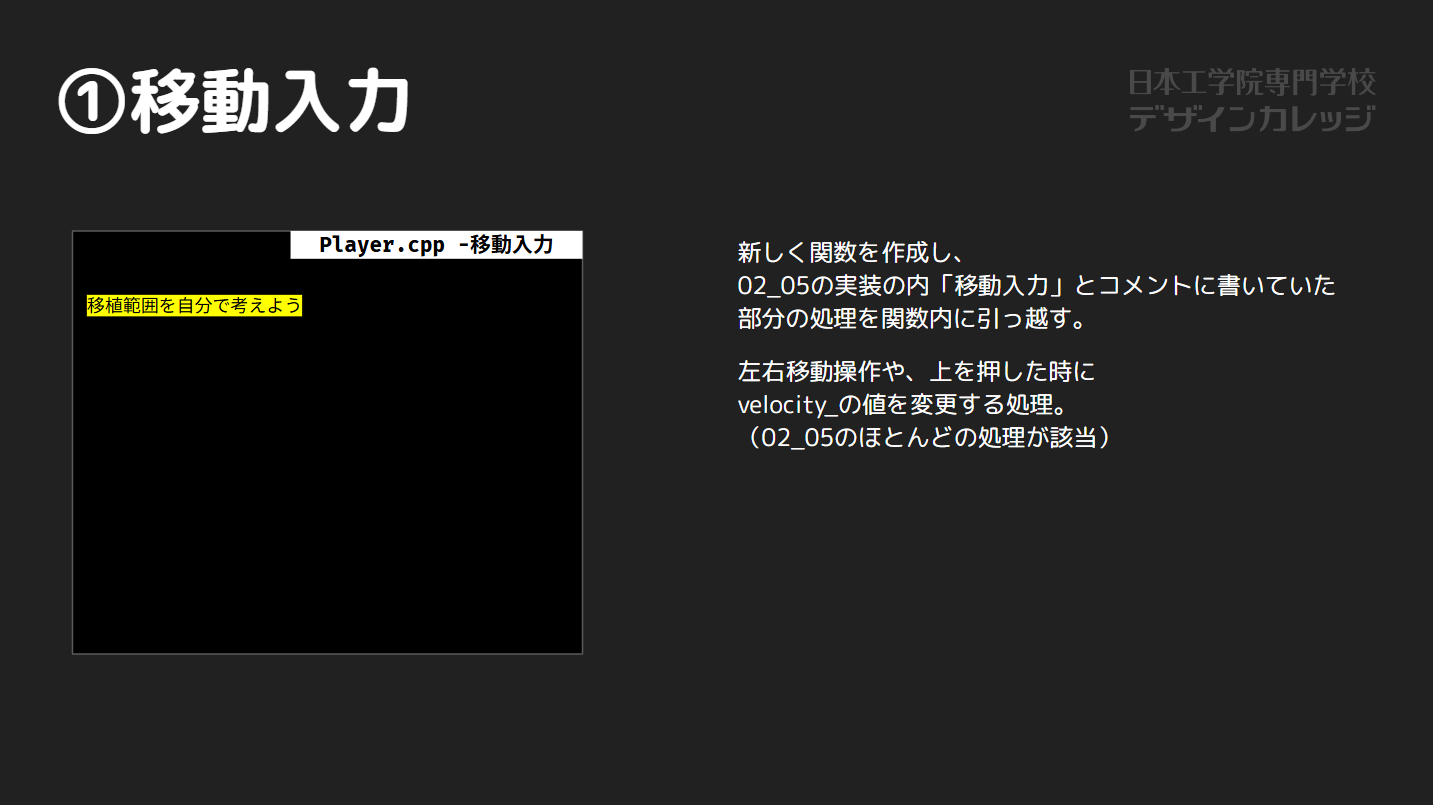 ①移動入力
日本工学院専門学校
デザインカレッジ
Player.cpp -移動入力
移植範囲を自分で考えよう
新しく関数を作成し、
02_05の実装の内「移動入力」とコメントに書いていた
部分の処理を関数内に引っ越す。
左右移動操作や、上を押した時に
velocity_の値を変更する処理。
（02_05のほとんどの処理が該当）